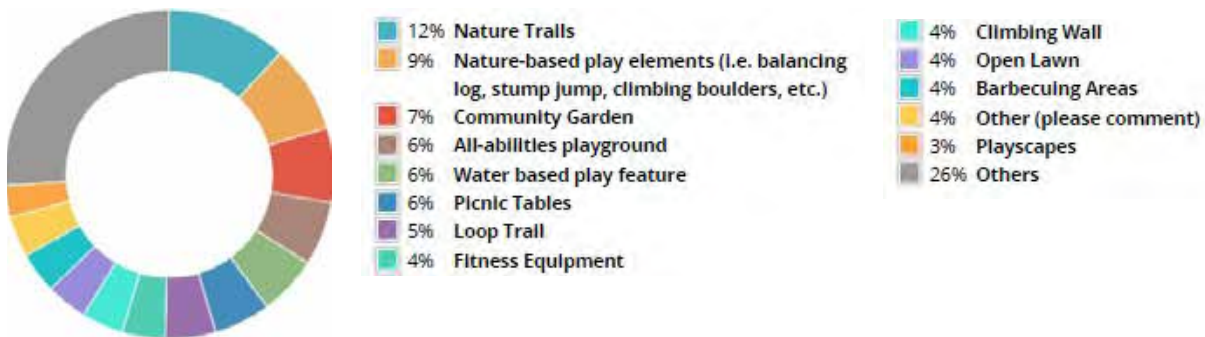 12% Nature Trails
9% Nature-based play elements (i.e. balancing
log, stump jump, climbing boulders, etc.)
7% Community Garden
6% All-abilities playground
6% Water based play feature
6% Picnic Tables
5% Loop Trail
4% Fitness Equipment
4% Climbing Wall
4% Open Lawn
4% Barbecuing Areas
4% Other (please comment)
3% Playscapes
26% Others